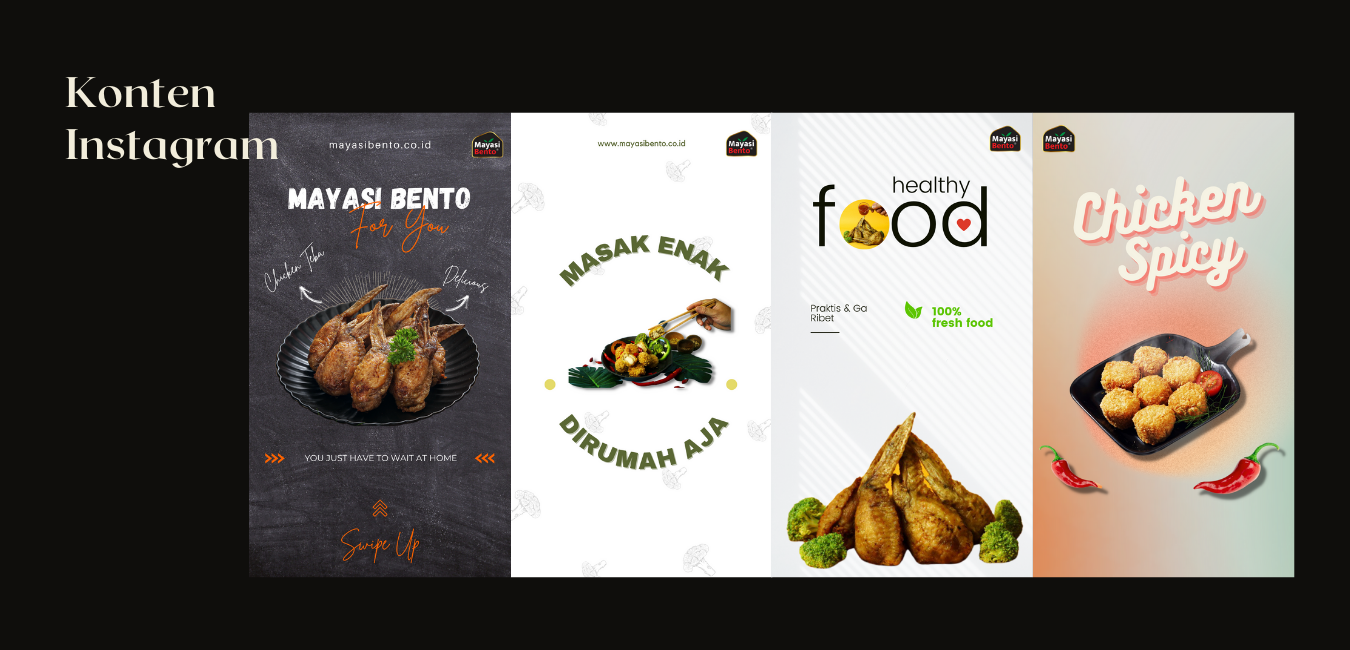 Konten
Instagram
mayasibento.co.id
Mayasi
Bento
MAYASI BENTO
For You
Chicken Teba
Delicious
YOU JUST HAVE TO WAIT AT HOME
Swipe Up
www.mayasibento.co.id
Mayasi
Bento
MASAK ENAK
DIRUMAH AJA
Mayasi
Bento
healthy
food
Praktis & Ga
Ribet
100%
fresh food
Mayasi
Bento
Chicken
Spicy